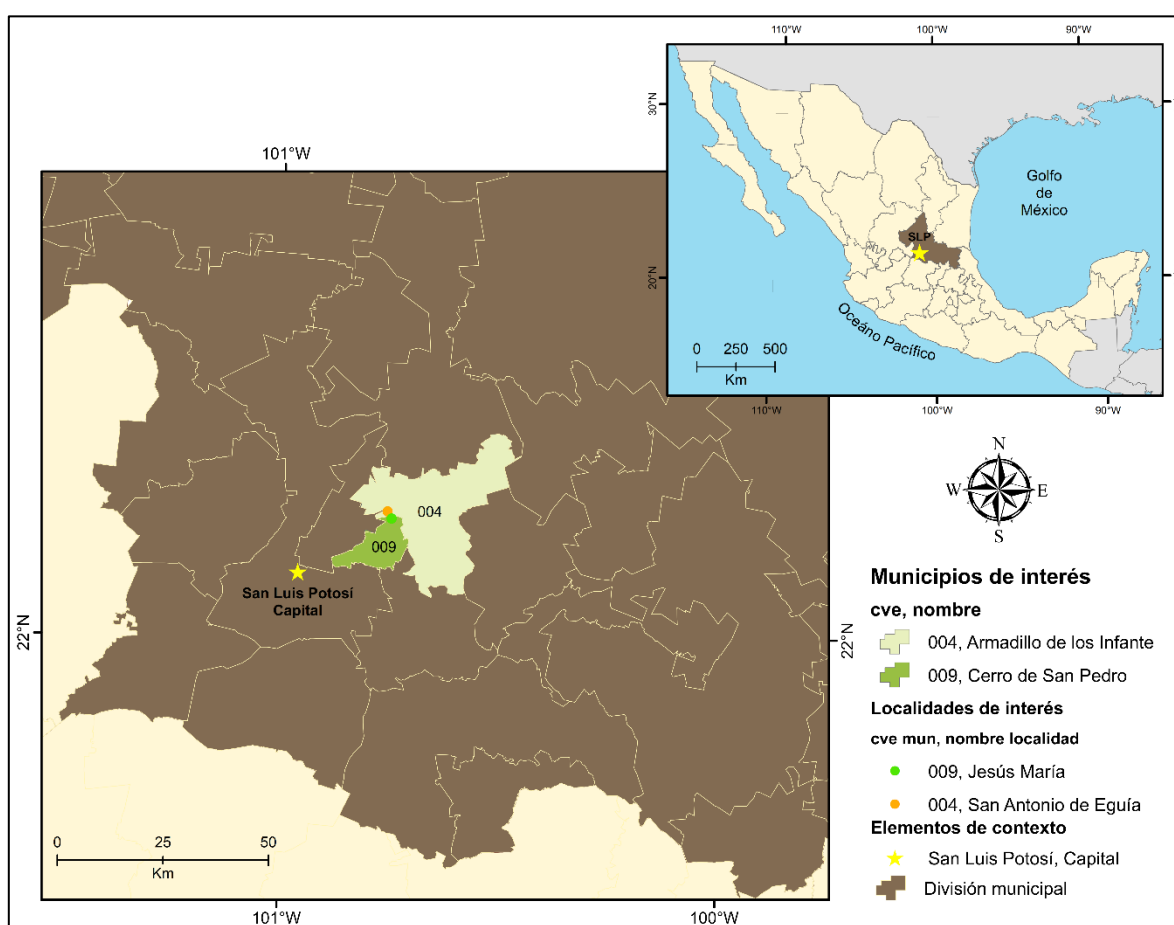 110°W
100°W
90°W
30°N
20°N
Golfo
de
México
SLP
Oceáno Pacífico
0 250 500
Km
110°W
100°W
90°W
101°W
004
009
San Luis Potosí
Capital
22°N
22°N
0 25 50
Km
101°W
100°W
N
W
E
S
Municipios de interés
cve, nombre
004, Armadillo de los Infante
009, Cerro de San Pedro
Localidades de interés
cve mun, nombre localidad
009, Jesús María
004, San Antonio de Eguía
Elementos de contexto
San Luis Potosí, Capital
División municipal